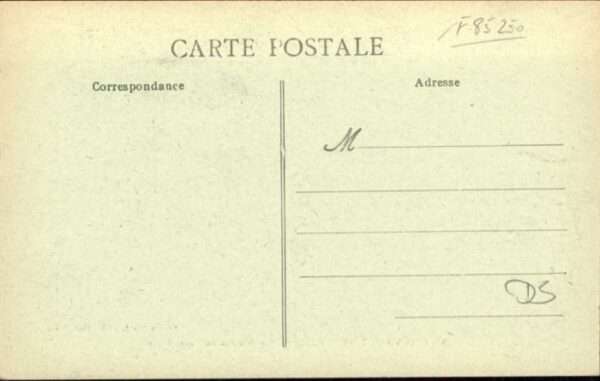 F85250
CARTE POSTALE
Correspondance
Adresse
M
DS